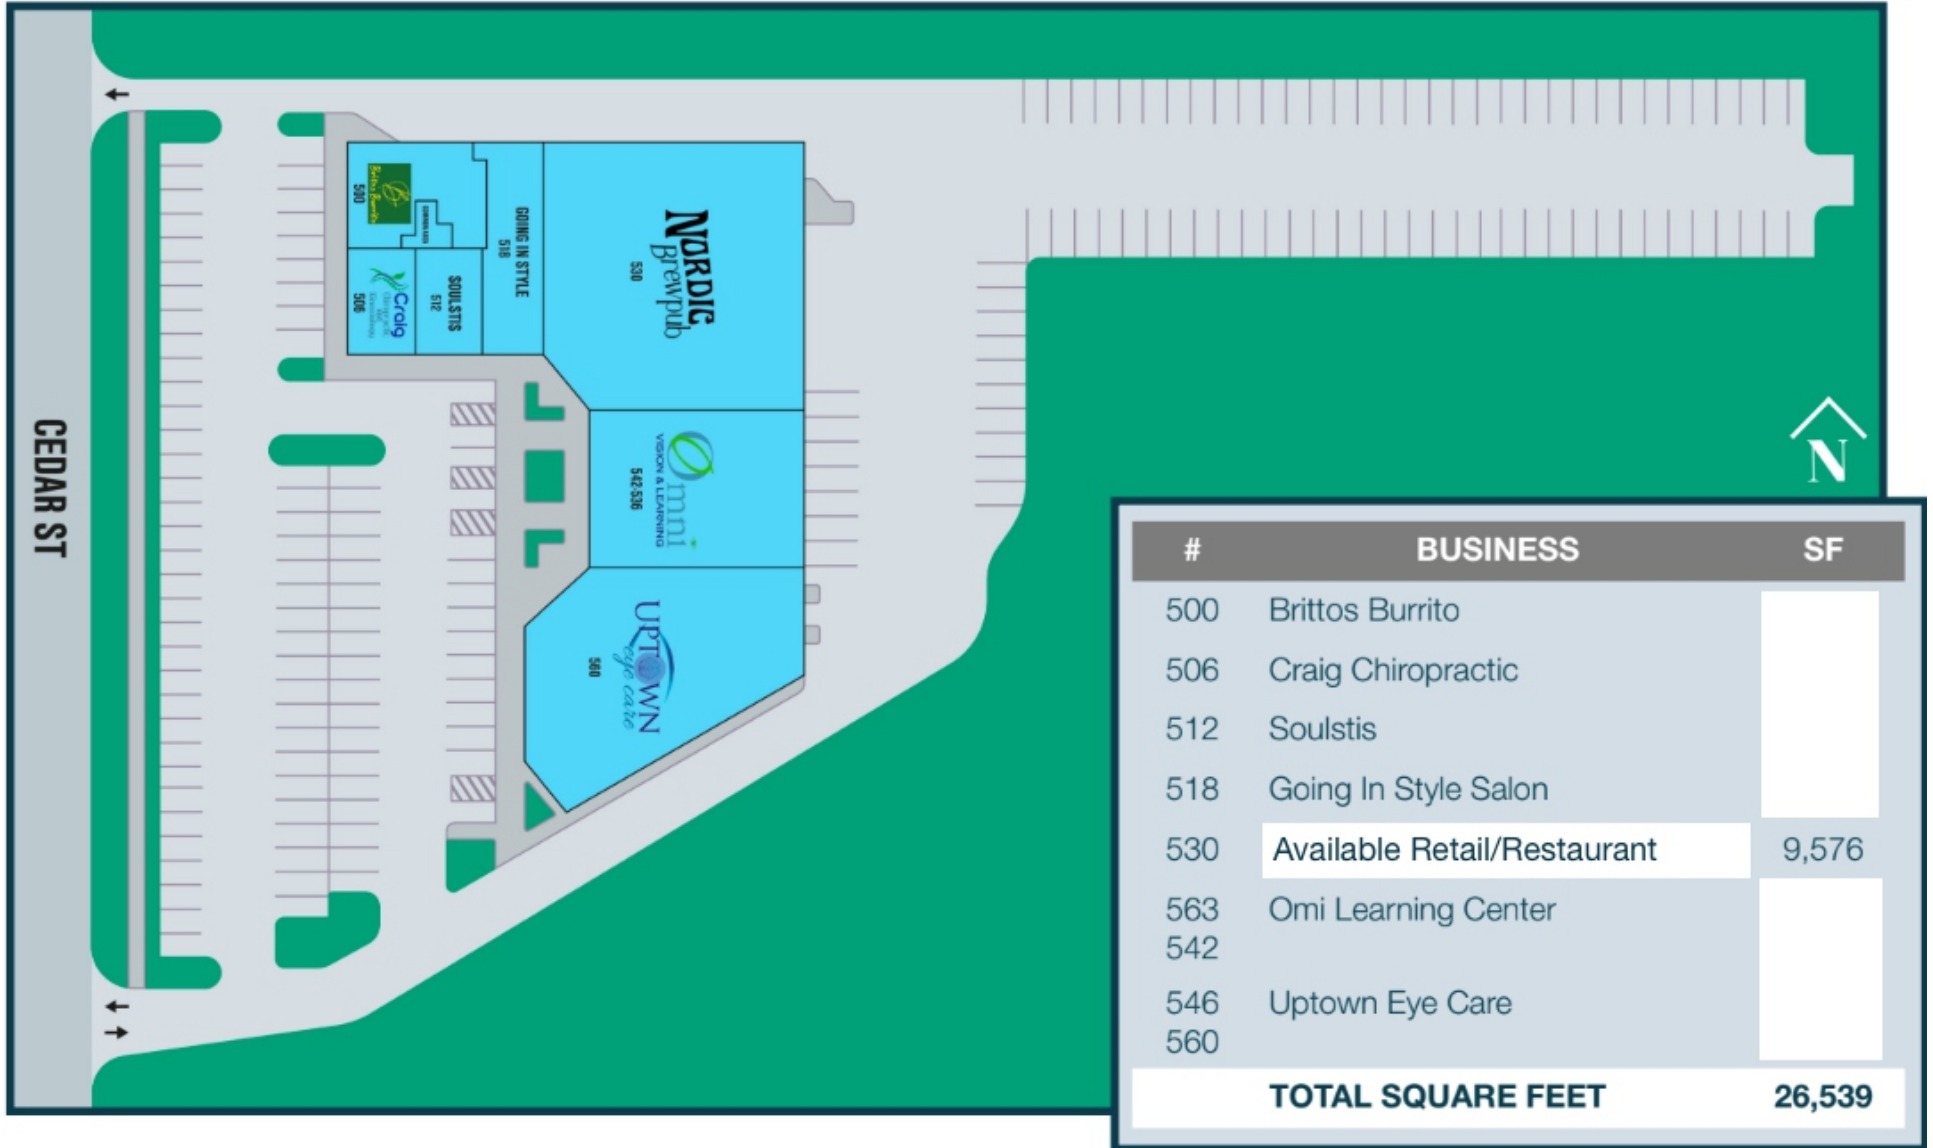 CEDAR ST
Brittos Burrito
500
Craig
506
SOULSTIS
512
GOING IN STYLE
518
NORDIC
Brewpub
530
Omni
VISION & LEARNING
542-536
UPTOWN
eye care
560
N
# BUSINESS SF
500 Brittos Burrito
506 Craig Chiropractic
512 Soulstis
518 Going In Style Salon
530 Available Retail/Restaurant 9,576
563 Omi Learning Center
542
546 Uptown Eye Care
560
TOTAL SQUARE FEET 26,539